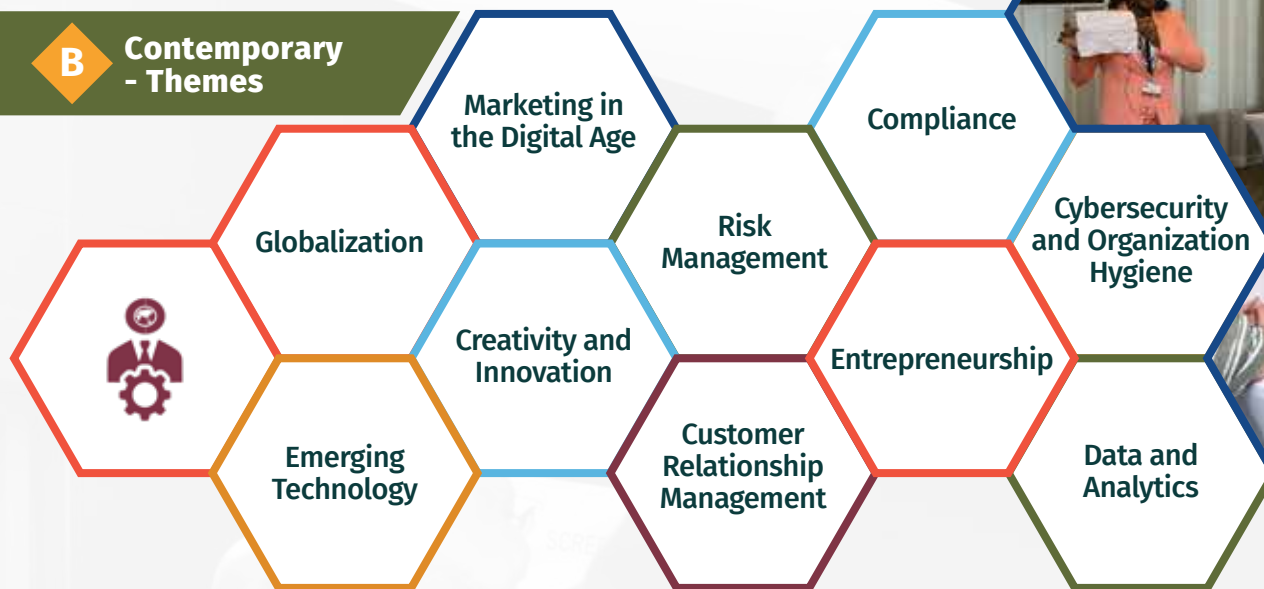 B
Contemporary
- Themes
Marketing in
the Digital Age
Compliance
Globalization
Risk
Management
Cybersecurity
and Organization
Hygiene
Creativity and
Innovation
Entrepreneurship
Emerging
Technology
Customer
Relationship
Management
Data and
Analytics